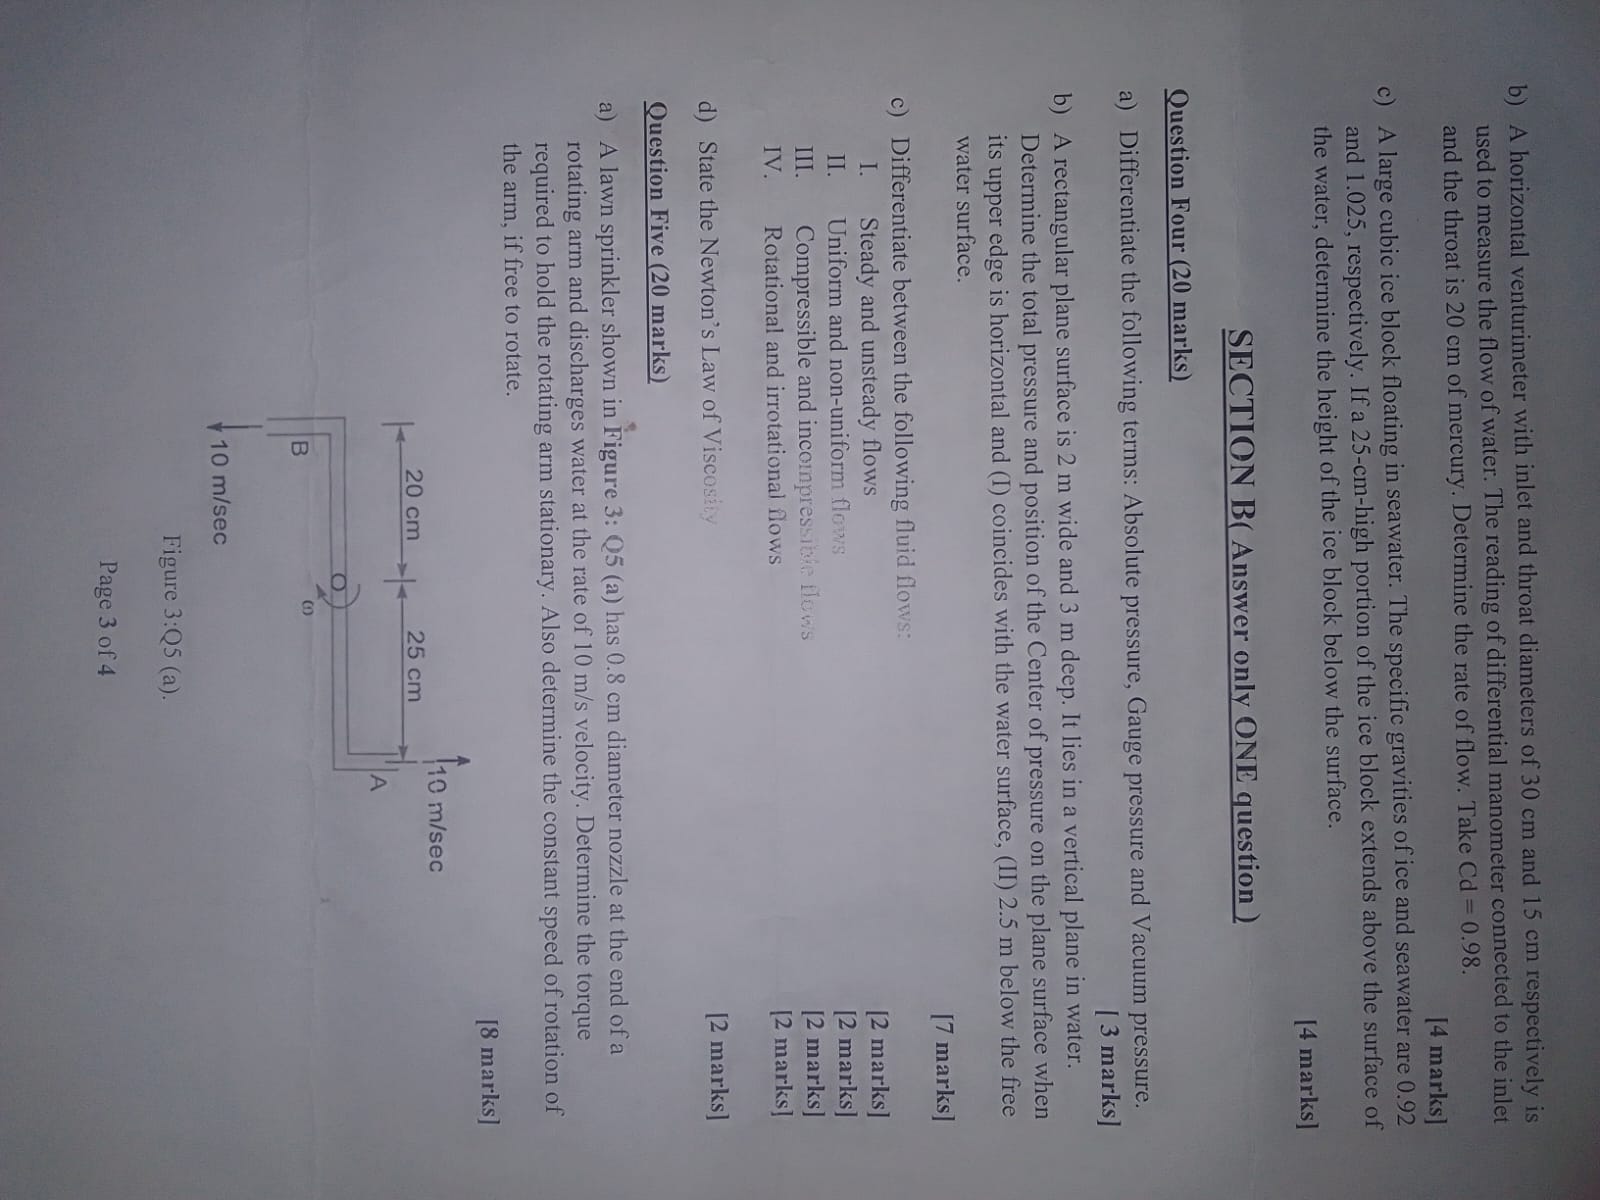 b) A horizontal venturimeter with inlet and throat diameters of 30 cm and 15 cm respectively is
used to measure the flow of water. The reading of differential manometer connected to the inlet
and the throat is 20 cm of mercury. Determine the rate of flow. Take Cd = 0.98.
[4 marks]
c) A large cubic ice block floating in seawater. The specific gravities of ice and seawater are 0.92
and 1.025, respectively. If a 25-cm-high portion of the ice block extends above the surface of
the water, determine the height of the ice block below the surface.
[4 marks]
SECTION B( Answer only ONE question )
Question Four (20 marks)
a) Differentiate the following terms: Absolute pressure, Gauge pressure and Vacuum pressure.
[ 3 marks]
b) A rectangular plane surface is 2 m wide and 3 m deep. It lies in a vertical plane in water.
Determine the total pressure and position of the Center of pressure on the plane surface when
its upper edge is horizontal and (I) coincides with the water surface, (II) 2.5 m below the free
water surface.
[7 marks]
c) Differentiate between the following fluid flows:
I. Steady and unsteady flows [2 marks]
II. Uniform and non-uniform flows [2 marks]
III. Compressible and incompressible flows [2 marks]
IV. Rotational and irrotational flows [2 marks]
d) State the Newton's Law of Viscosity [2 marks]
Question Five (20 marks)
a) A lawn sprinkler shown in Figure 3: Q5 (a) has 0.8 cm diameter nozzle at the end of a
rotating arm and discharges water at the rate of 10 m/s velocity. Determine the torque
required to hold the rotating arm stationary. Also determine the constant speed of rotation of
the arm, if free to rotate.
[8 marks]
10 m/sec
20 cm 25 cm
A
O
B
ω
10 m/sec
Figure 3:Q5 (a).
Page 3 of 4